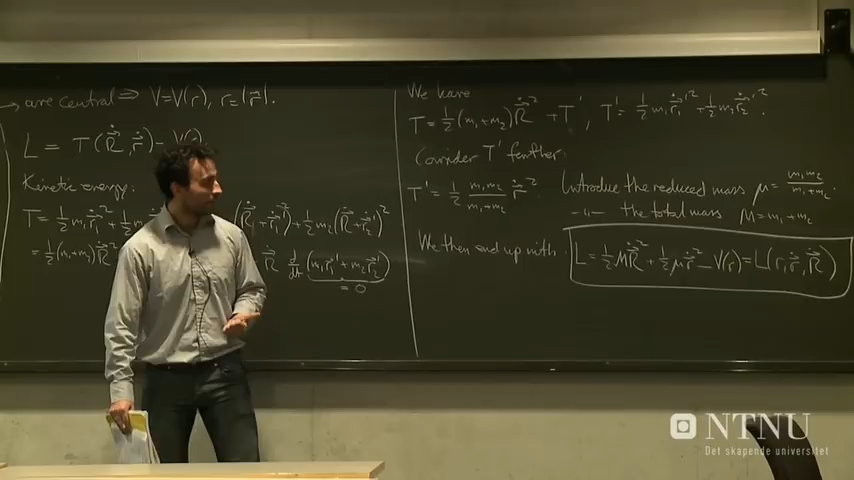 → are central ⇒ V=V(r), r=|r⃗|.
L = T(Ṙ⃗, ṙ⃗) - V(r)
Kinetic energy:
T = ½m₁ṙ⃗₁² + ½m₂ (Ṙ⃗+ṙ⃗₁')² + ½m₂(Ṙ⃗+ṙ⃗₂')²
= ½(m₁+m₂)Ṙ⃗ Ṙ⃗ d/dt (m₁r⃗₁' + m₂r⃗₂')
= 0
We have
T = ½(m₁+m₂)Ṙ⃗² + T', T' = ½m₁ṙ⃗₁'² + ½m₂ṙ⃗₂'².
Consider T' further:
T' = ½ m₁m₂/(m₁+m₂) ṙ⃗². Introduce the reduced mass μ = m₁m₂/(m₁+m₂).
-"- the total mass M = m₁+m₂
We then end up with: L = ½MṘ⃗² + ½μṙ⃗² - V(r) = L(r, ṙ⃗, Ṙ⃗)
NTNU
Det skapende universitet